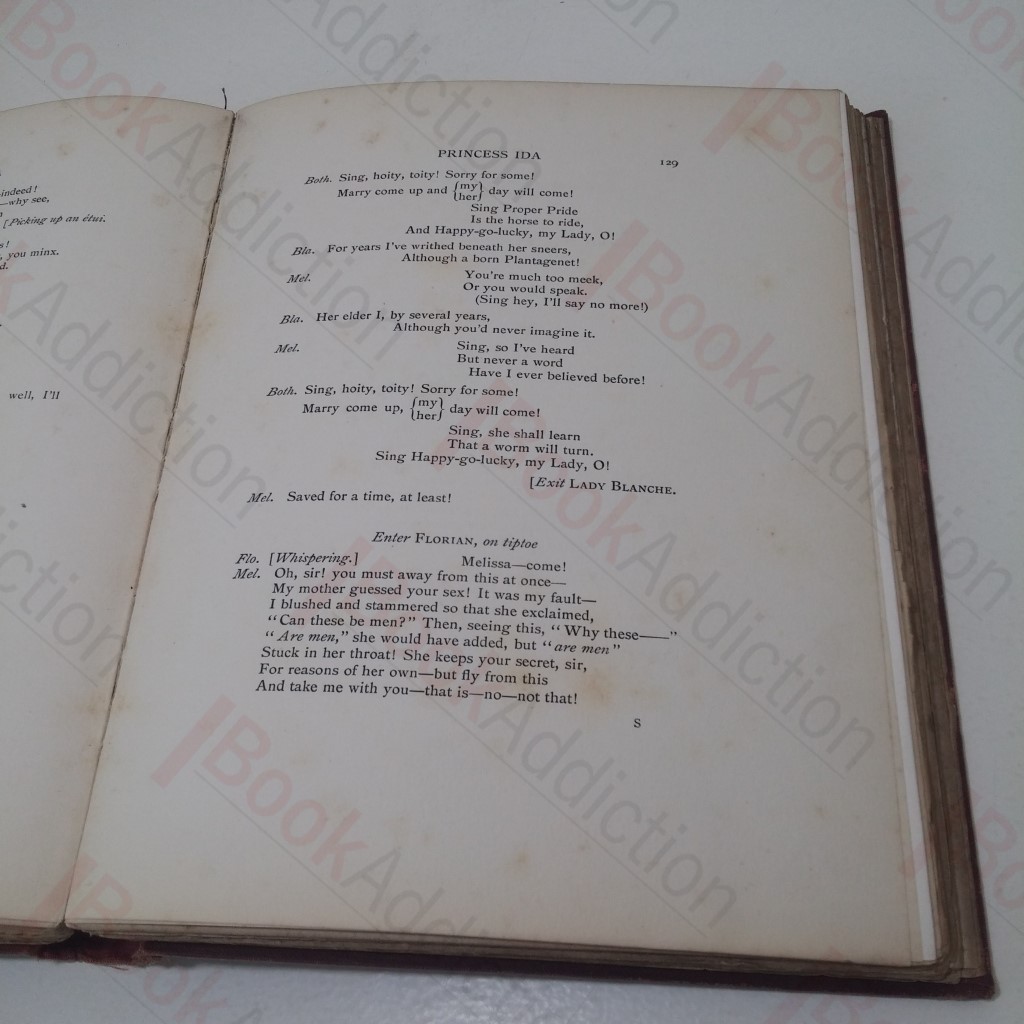 indeed!
—why see,
[Picking up an étui.
s!
, you minx.
d.
well, I'll
PRINCESS IDA
129
Both. Sing, hoity, toity! Sorry for some!
Marry come up and {my/her} day will come!
Sing Proper Pride
Is the horse to ride,
And Happy-go-lucky, my Lady, O!
Bla. For years I've writhed beneath her sneers,
Although a born Plantagenet!
Mel. You're much too meek,
Or you would speak.
(Sing hey, I'll say no more!)
Bla. Her elder I, by several years,
Although you'd never imagine it.
Mel. Sing, so I've heard
But never a word
Have I ever believed before!
Both. Sing, hoity, toity! Sorry for some!
Marry come up, {my/her} day will come!
Sing, she shall learn
That a worm will turn.
Sing Happy-go-lucky, my Lady, O!
[Exit LADY BLANCHE.
Mel. Saved for a time, at least!
Enter FLORIAN, on tiptoe
Flo. [Whispering.] Melissa—come!
Mel. Oh, sir! you must away from this at once—
My mother guessed your sex! It was my fault—
I blushed and stammered so that she exclaimed,
"Can these be men?" Then, seeing this, "Why these——"
"Are men," she would have added, but "are men"
Stuck in her throat! She keeps your secret, sir,
For reasons of her own—but fly from this
And take me with you—that is—no—not that!
S
BookAddiction